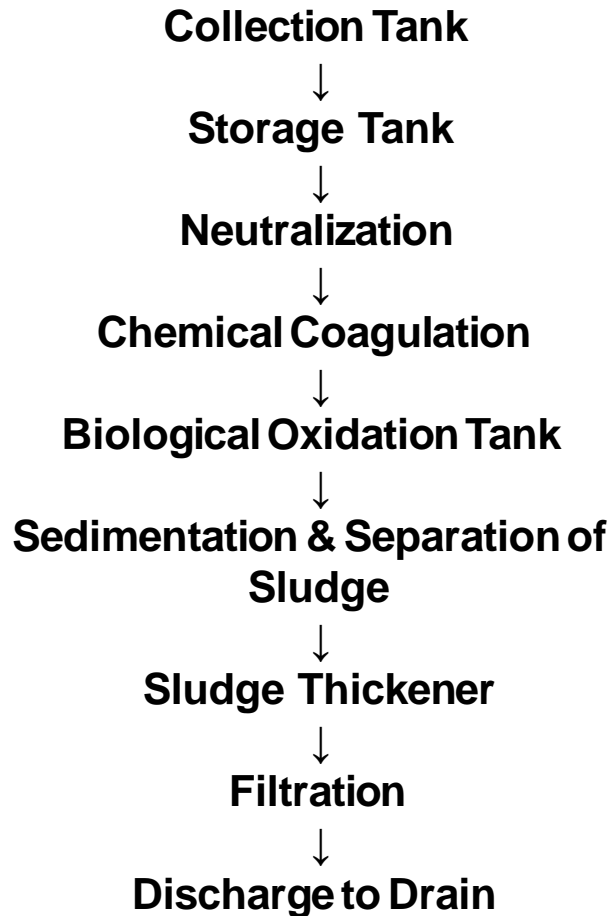 Collection Tank
↓
Storage Tank
↓
Neutralization
↓
Chemical Coagulation
↓
Biological Oxidation Tank
↓
Sedimentation & Separation of
Sludge
↓
Sludge Thickener
↓
Filtration
↓
Discharge to Drain